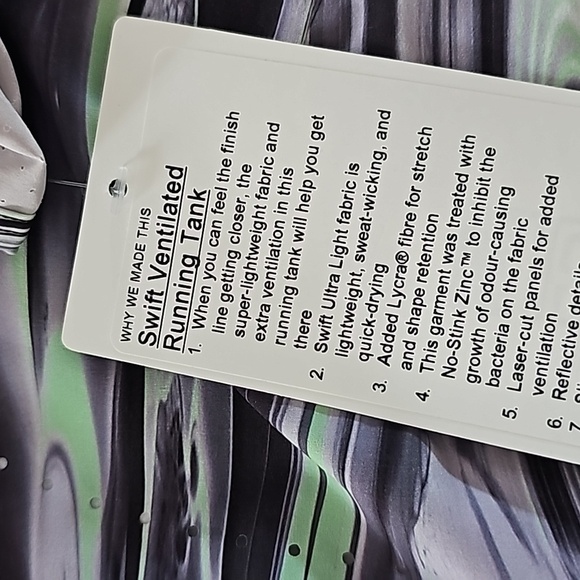 WHY WE MADE THIS
Swift Ventilated
Running Tank
1. When you can feel the finish
line getting closer, the
super-lightweight fabric and
extra ventilation in this
running tank will help you get
there
2. Swift Ultra Light fabric is
lightweight, sweat-wicking, and
quick-drying
3. Added Lycra® fibre for stretch
and shape retention
4. This garment was treated with
No-Stink Zinc™ to inhibit the
growth of odour-causing
bacteria on the fabric
5. Laser-cut panels for added
ventilation
6. Reflective details
7.